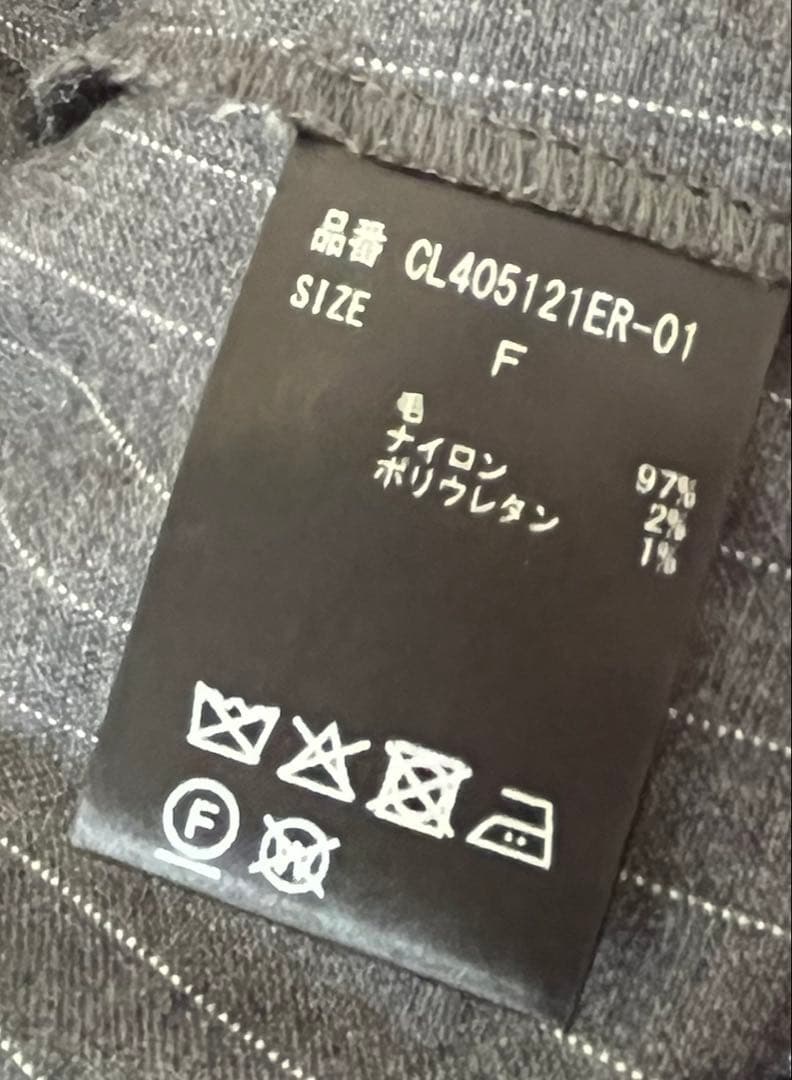 品番 CL405121ER-01
SIZE
F
毛 97%
ナイロン 2%
ポリウレタン 1%
F W